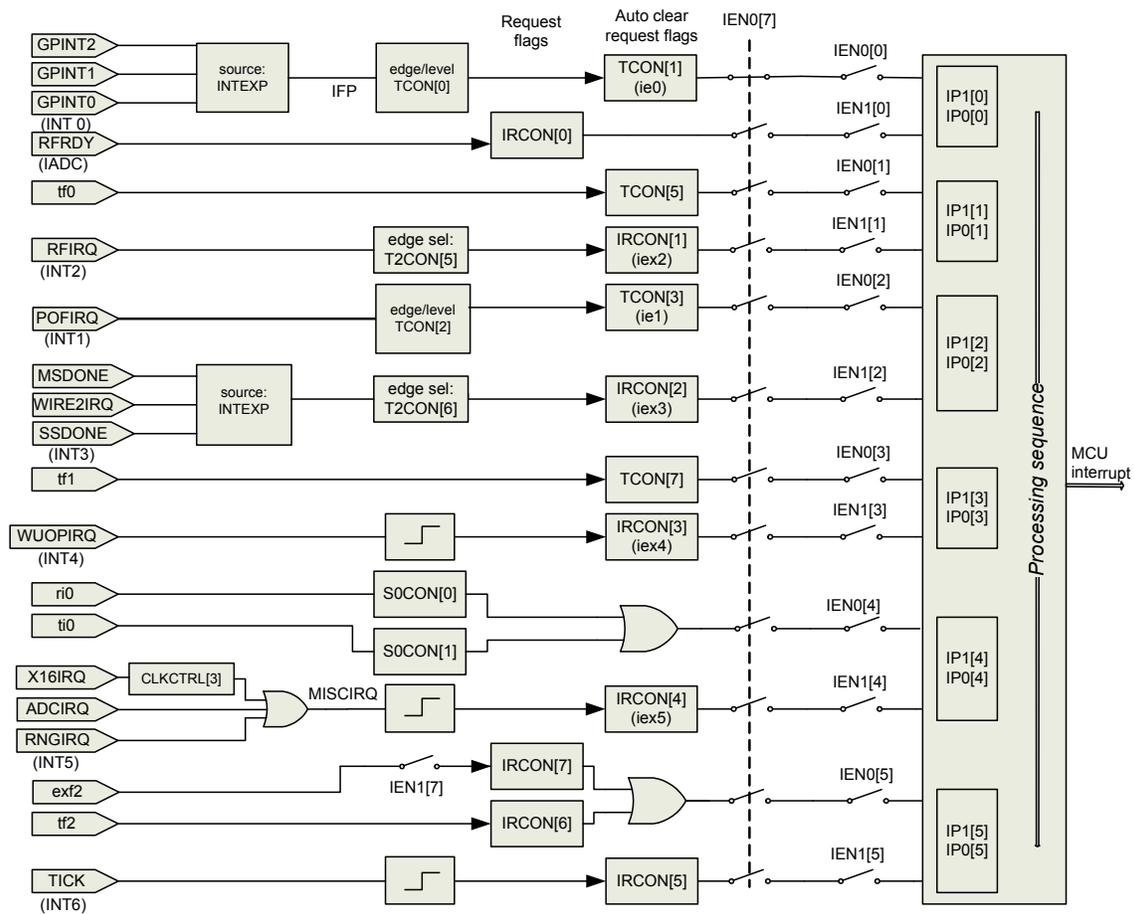 Request
flags
Auto clear
request flags
IEN0[7]
GPINT2
GPINT1
GPINT0
(INT 0)
source:
INTEXP
IFP
edge/level
TCON[0]
TCON[1]
(ie0)
IEN0[0]
IP1[0]
IP0[0]
RFRDY
(IADC)
IRCON[0]
IEN1[0]
tf0
TCON[5]
IEN0[1]
IP1[1]
IP0[1]
RFIRQ
(INT2)
edge sel:
T2CON[5]
IRCON[1]
(iex2)
IEN1[1]
POFIRQ
(INT1)
edge/level
TCON[2]
TCON[3]
(ie1)
IEN0[2]
IP1[2]
IP0[2]
MSDONE
WIRE2IRQ
SSDONE
(INT3)
source:
INTEXP
edge sel:
T2CON[6]
IRCON[2]
(iex3)
IEN1[2]
tf1
TCON[7]
IEN0[3]
IP1[3]
IP0[3]
WUOPIRQ
(INT4)
IRCON[3]
(iex4)
IEN1[3]
Processing sequence
MCU
interrupt
ri0
ti0
S0CON[0]
S0CON[1]
IEN0[4]
IP1[4]
IP0[4]
X16IRQ
ADCIRQ
RNGIRQ
(INT5)
CLKCTRL[3]
MISCIRQ
IRCON[4]
(iex5)
IEN1[4]
exf2
IEN1[7]
IRCON[7]
tf2
IRCON[6]
IEN0[5]
IP1[5]
IP0[5]
TICK
(INT6)
IRCON[5]
IEN1[5]